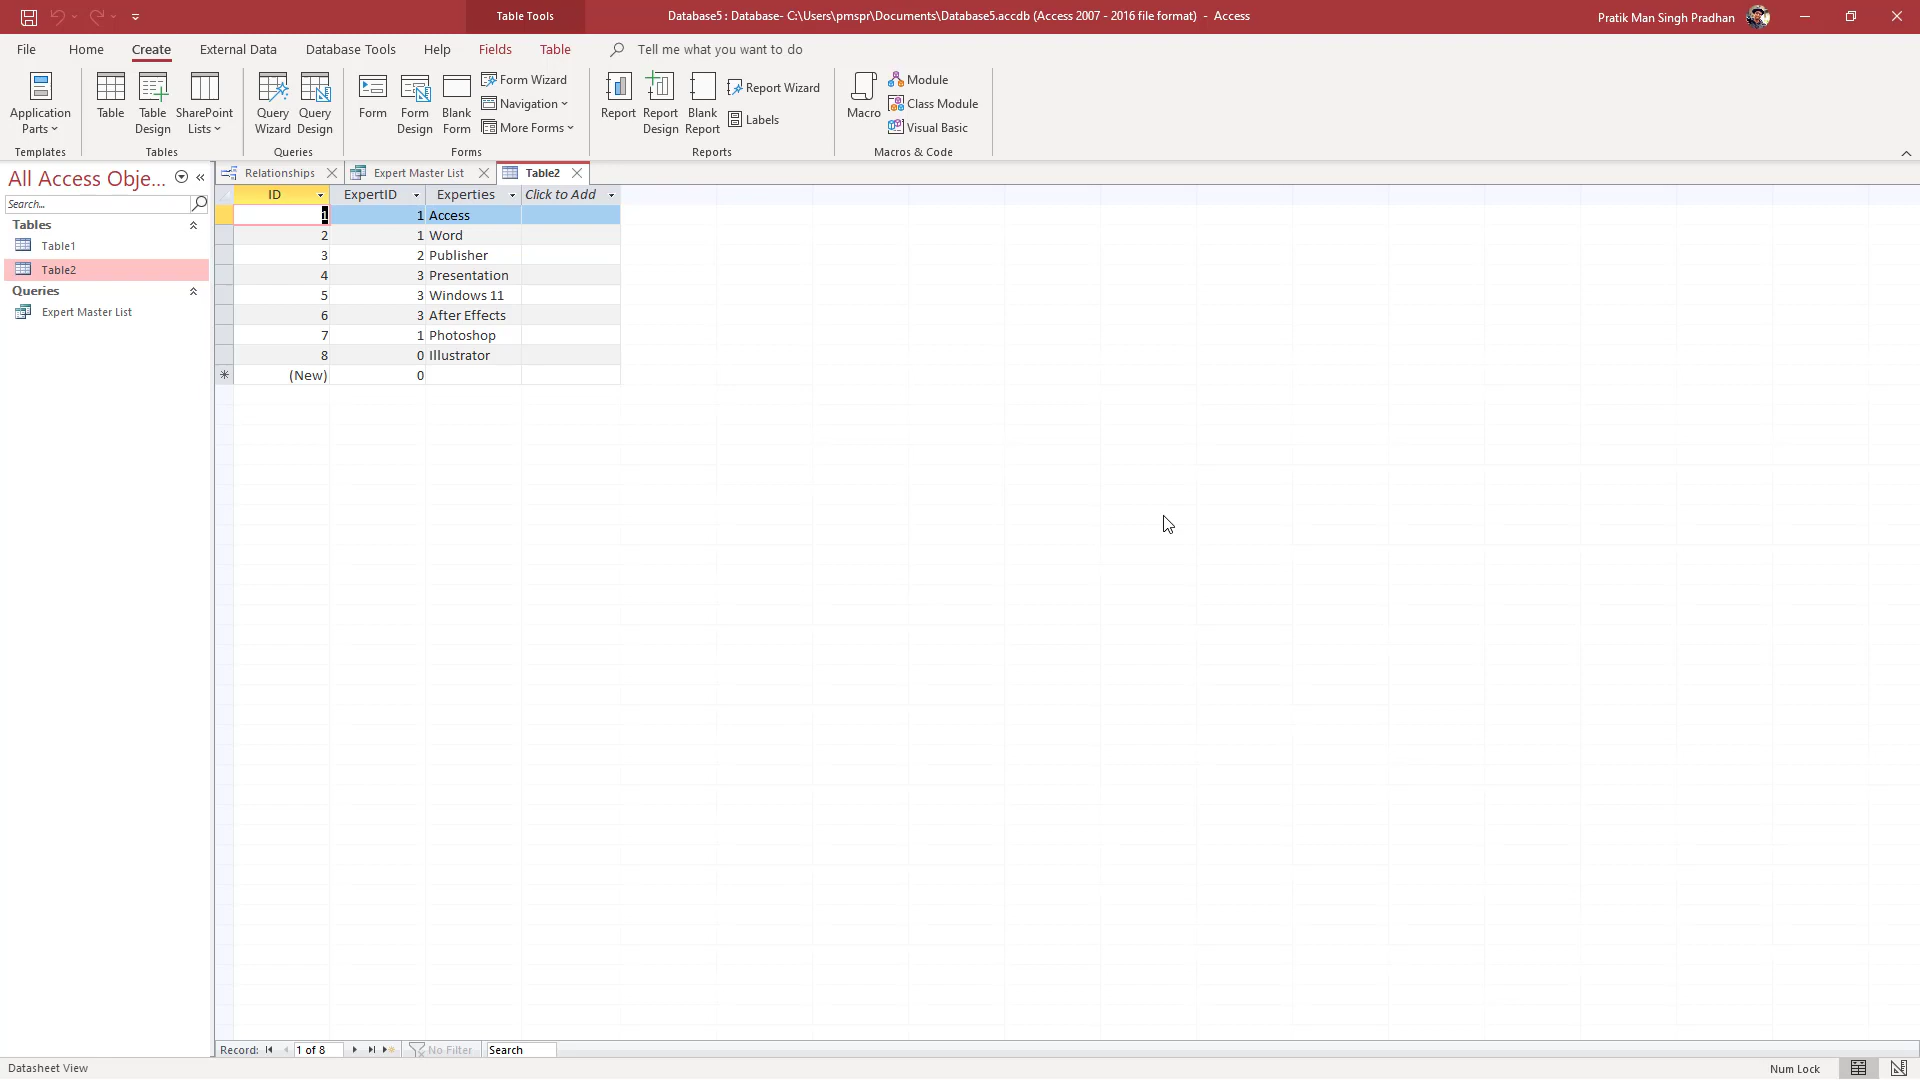 Table Tools
Database5 : Database- C:\Users\pmspr\Documents\Database5.accdb (Access 2007 - 2016 file format) - Access
Pratik Man Singh Pradhan
File Home Create External Data Database Tools Help Fields Table Tell me what you want to do
Application Parts
Templates
Table
Table Design
SharePoint Lists
Tables
Query Wizard
Query Design
Queries
Form
Form Design
Blank Form
Form Wizard
Navigation
More Forms
Forms
Report
Report Design
Blank Report
Report Wizard
Labels
Reports
Macro
Module
Class Module
Visual Basic
Macros & Code
All Access Obje...
Search...
Tables
Table1
Table2
Queries
Expert Master List
Relationships Expert Master List Table2
ID ExpertID Experties Click to Add
1 1 Access
2 1 Word
3 2 Publisher
4 3 Presentation
5 3 Windows 11
6 3 After Effects
7 1 Photoshop
8 0 Illustrator
(New) 0
Record: 1 of 8 No Filter Search
Datasheet View
Num Lock